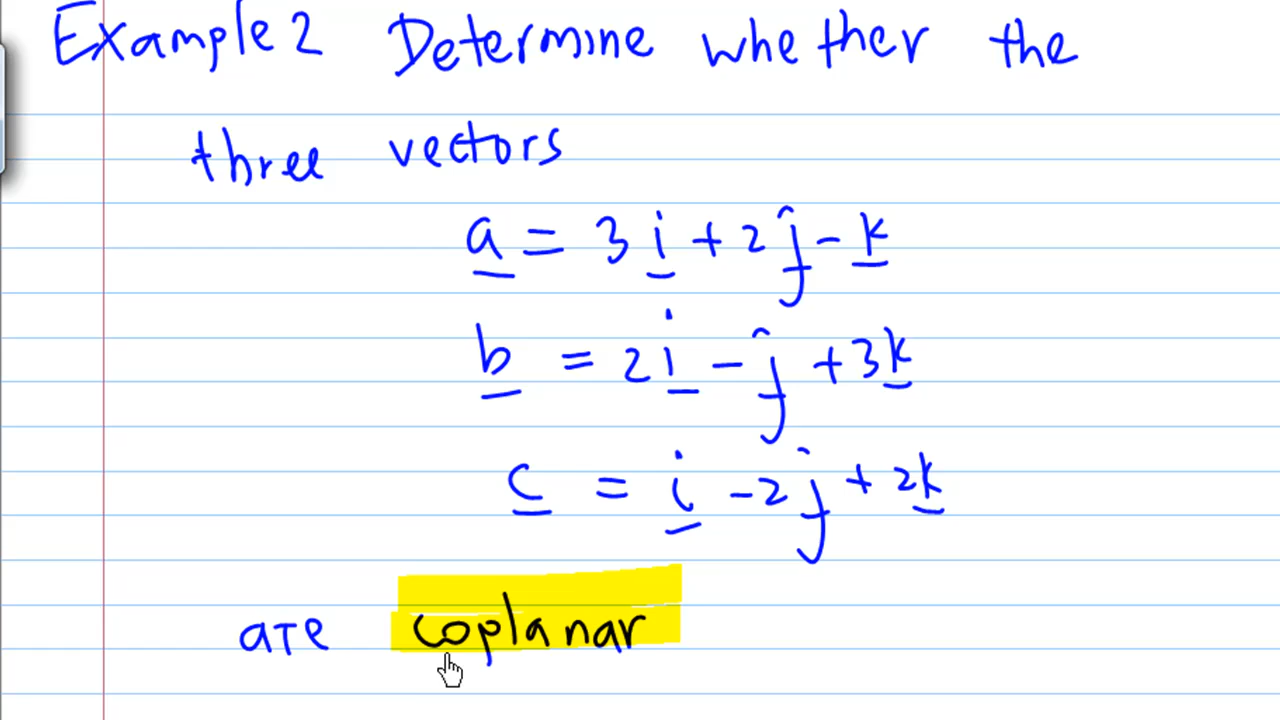 Example 2 Determine whether the
three vectors
a = 3i + 2j - k
b = 2i - j + 3k
c = i - 2j + 2k
are coplanar